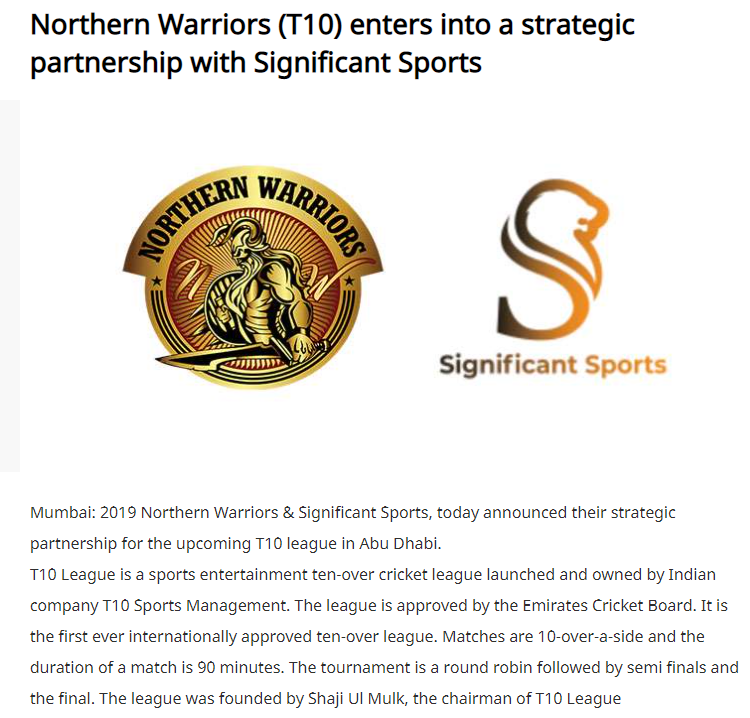 Northern Warriors (T10) enters into a strategic
partnership with Significant Sports
NORTHERN WARRIORS
N W
Significant Sports
Mumbai: 2019 Northern Warriors & Significant Sports, today announced their strategic
partnership for the upcoming T10 league in Abu Dhabi.
T10 League is a sports entertainment ten-over cricket league launched and owned by Indian
company T10 Sports Management. The league is approved by the Emirates Cricket Board. It is
the first ever internationally approved ten-over league. Matches are 10-over-a-side and the
duration of a match is 90 minutes. The tournament is a round robin followed by semi finals and
the final. The league was founded by Shaji Ul Mulk, the chairman of T10 League